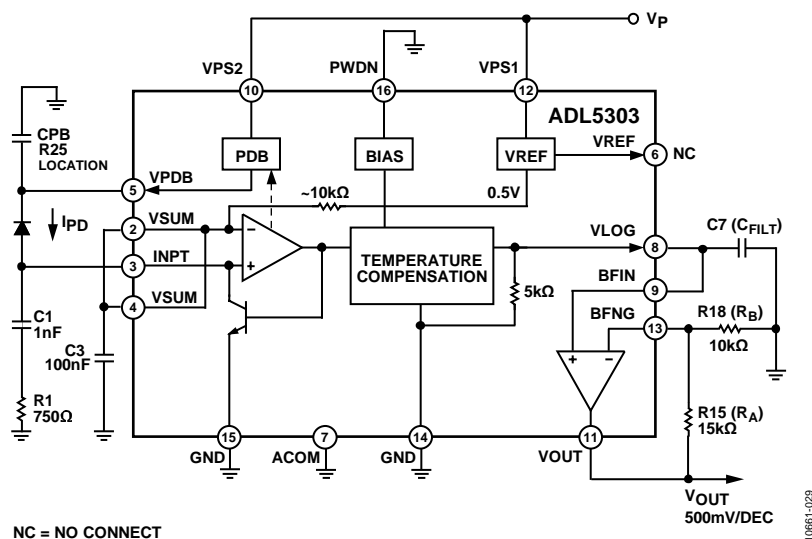 VP
VPS2
PWDN
VPS1
10
16
12
ADL5303
CPB
R25
LOCATION
PDB
BIAS
VREF
VREF
6
NC
VPDB
5
~10kΩ
0.5V
IPD
VSUM
2
VLOG
8
C7 (CFILT)
INPT
3
TEMPERATURE
COMPENSATION
5kΩ
BFIN
9
VSUM
4
BFNG
13
R18 (RB)
10kΩ
C1
1nF
C3
100nF
R1
750Ω
R15 (RA)
15kΩ
15
7
14
11
GND
ACOM
GND
VOUT
VOUT
500mV/DEC
NC = NO CONNECT
10661-029